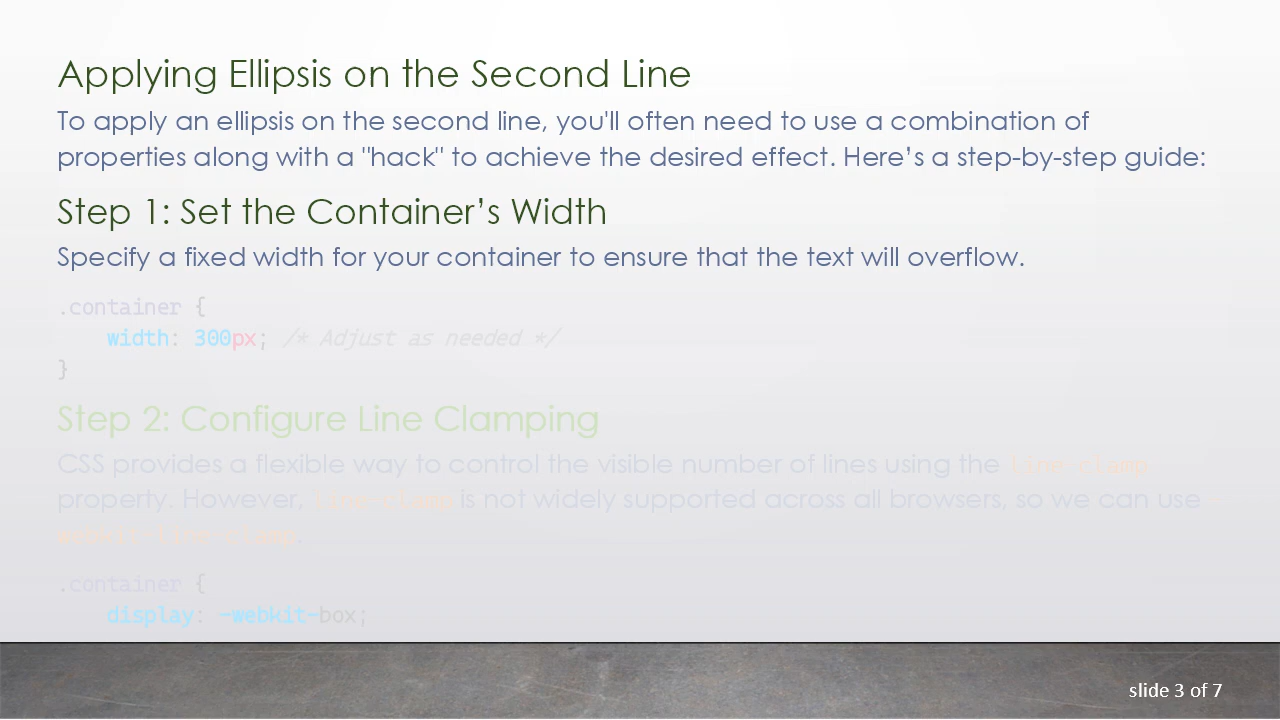 Applying Ellipsis on the Second Line
To apply an ellipsis on the second line, you'll often need to use a combination of
properties along with a "hack" to achieve the desired effect. Here’s a step-by-step guide:
Step 1: Set the Container’s Width
Specify a fixed width for your container to ensure that the text will overflow.
.container {
    width: 300px; /* Adjust as needed */
}
Step 2: Configure Line Clamping
CSS provides a flexible way to control the visible number of lines using the line-clamp
property. However, line-clamp is not widely supported across all browsers, so we can use
webkit-line-clamp.
.container {
    display: -webkit-box;
slide 3 of 7